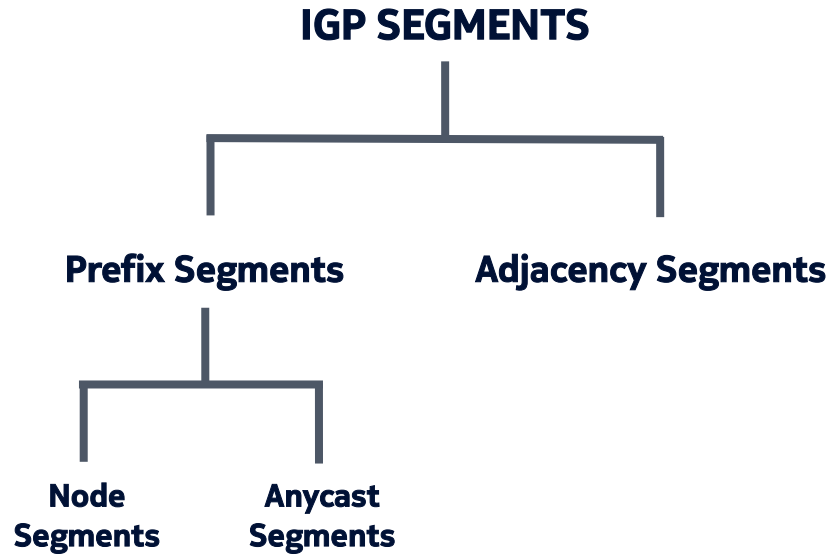 IGP SEGMENTS
Prefix Segments
Adjacency Segments
Node
Segments
Anycast
Segments